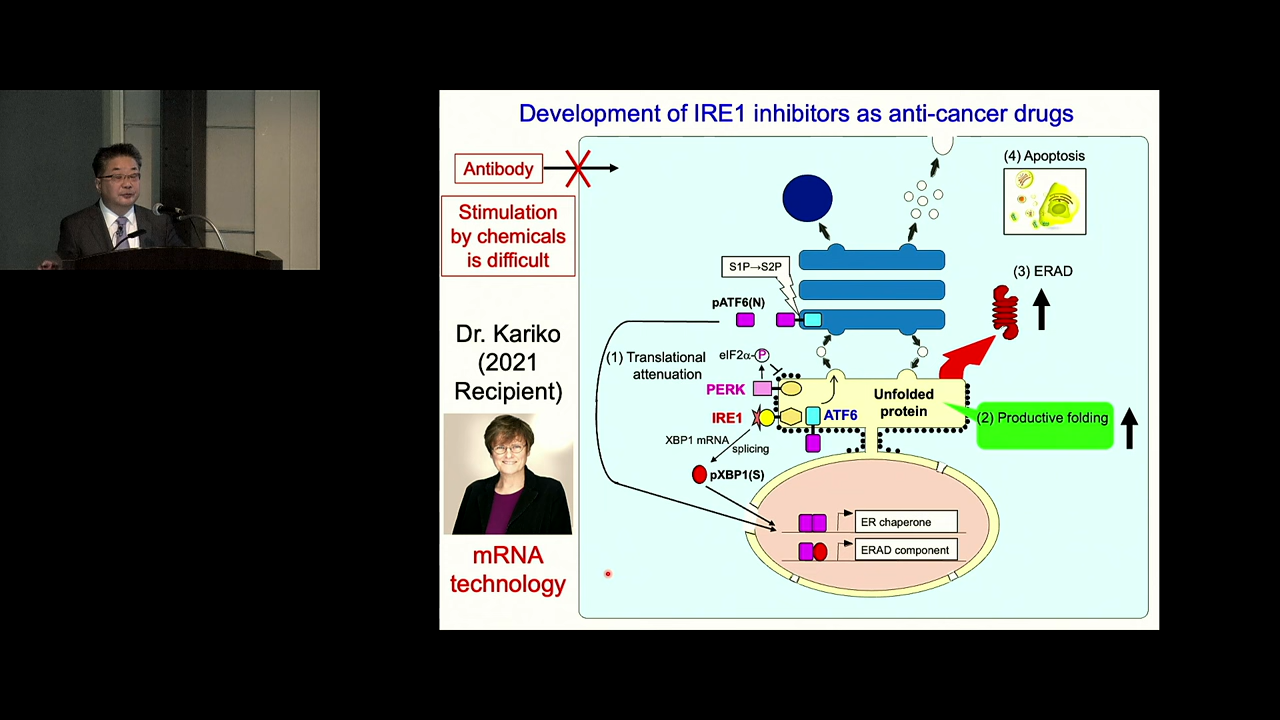 Development of IRE1 inhibitors as anti-cancer drugs
Antibody
Stimulation
by chemicals
is difficult
Dr. Kariko
(2021
Recipient)
mRNA
technology
(4) Apoptosis
(3) ERAD
S1P→S2P
pATF6(N)
(1) Translational
attenuation
eIF2α-P
PERK
IRE1
ATF6
Unfolded
protein
(2) Productive folding
XBP1 mRNA
splicing
pXBP1(S)
ER chaperone
ERAD component